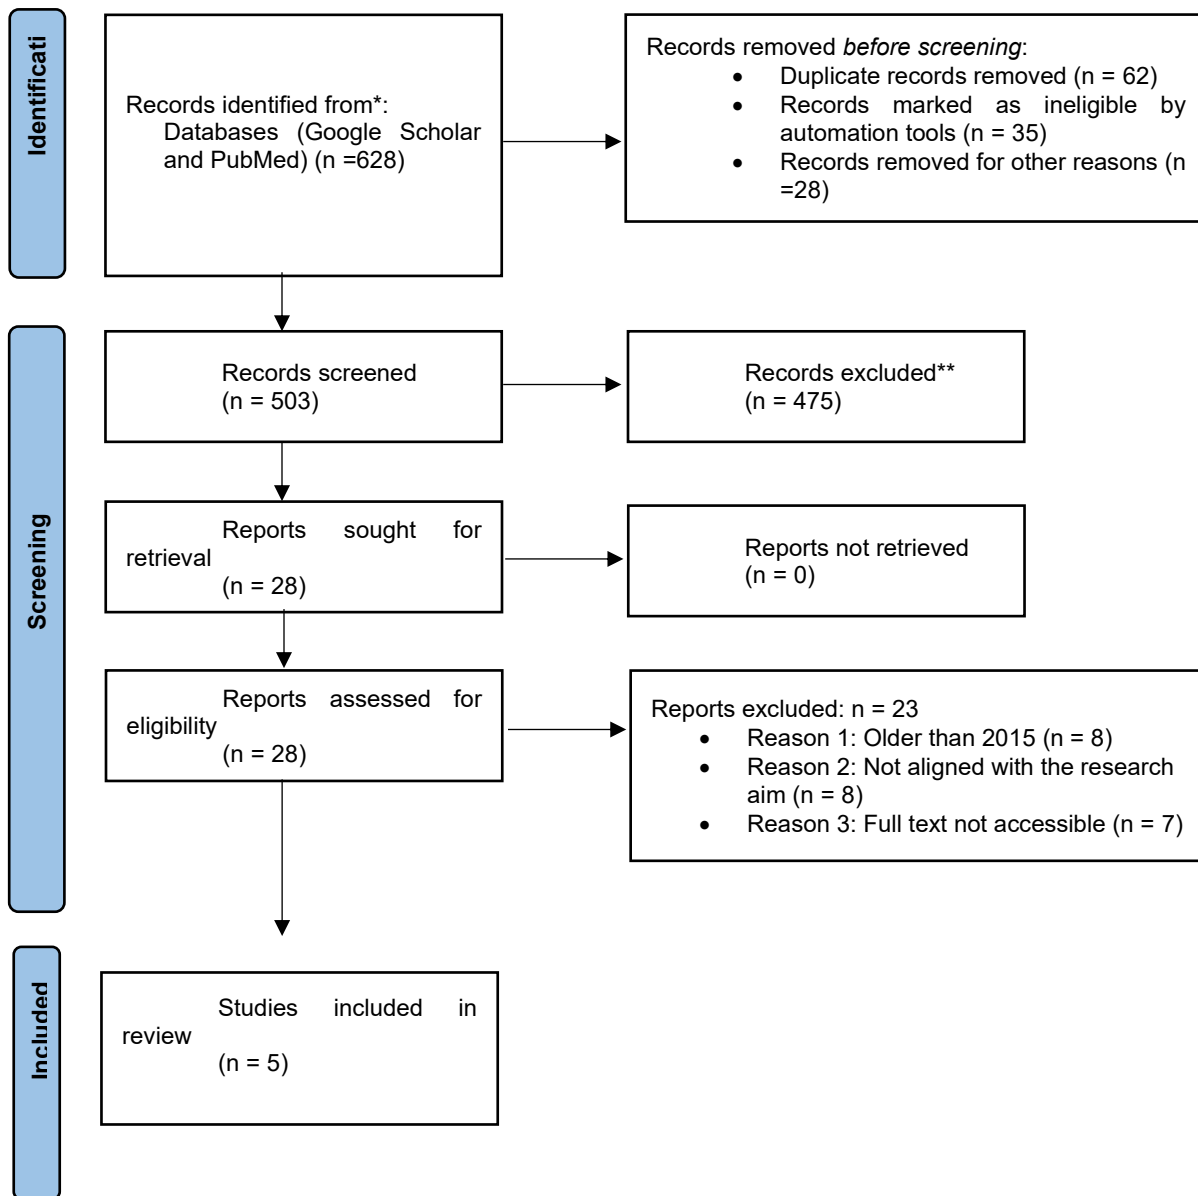 Identificati
Records identified from*:
Databases (Google Scholar
and PubMed) (n =628)
Records removed before screening:
• Duplicate records removed (n = 62)
• Records marked as ineligible by
automation tools (n = 35)
• Records removed for other reasons (n
=28)
Screening
Records screened
(n = 503)
Records excluded**
(n = 475)
Reports sought for
retrieval
(n = 28)
Reports not retrieved
(n = 0)
Reports assessed for
eligibility
(n = 28)
Reports excluded: n = 23
• Reason 1: Older than 2015 (n = 8)
• Reason 2: Not aligned with the research
aim (n = 8)
• Reason 3: Full text not accessible (n = 7)
Included
Studies included in
review
(n = 5)